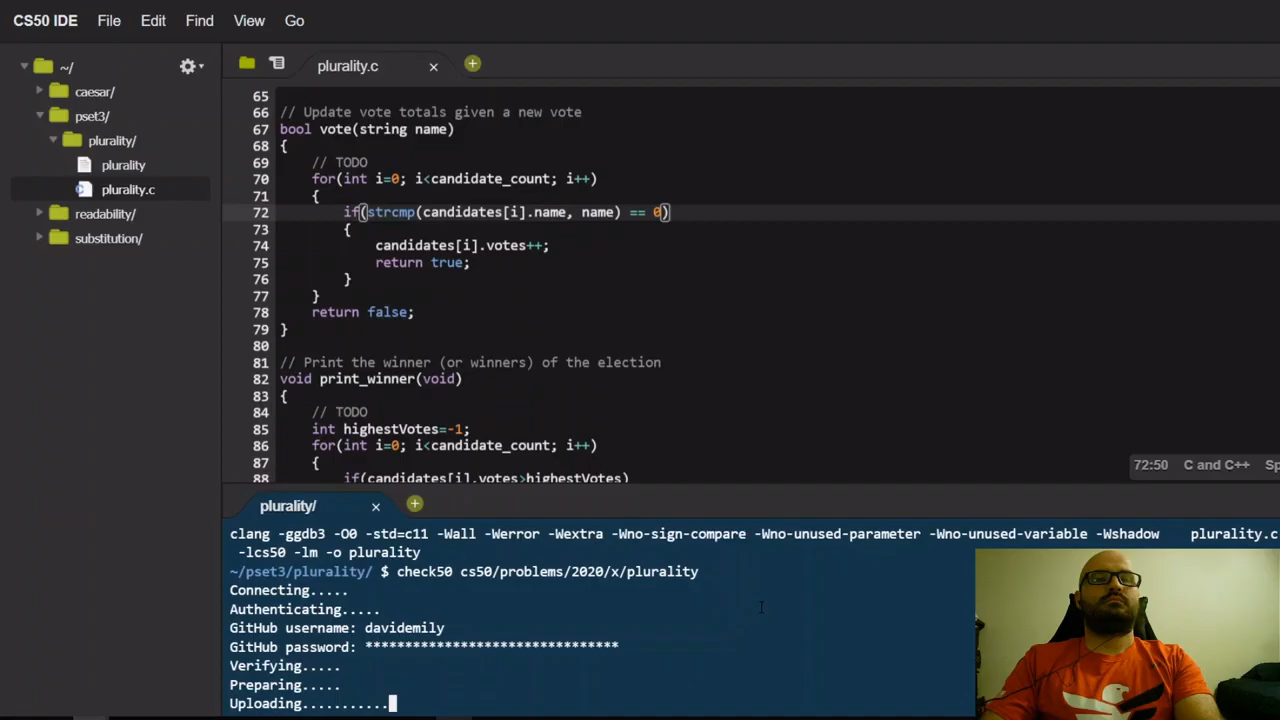 CS50 IDE File Edit Find View Go
~/
caesar/
pset3/
plurality/
plurality
plurality.c
readability/
substitution/
plurality.c
65
66 // Update vote totals given a new vote
67 bool vote(string name)
68 {
69 // TODO
70 for(int i=0; i<candidate_count; i++)
71 {
72 if(strcmp(candidates[i].name, name) == 0)
73 {
74 candidates[i].votes++;
75 return true;
76 }
77 }
78 return false;
79 }
80
81 // Print the winner (or winners) of the election
82 void print_winner(void)
83 {
84 // TODO
85 int highestVotes=-1;
86 for(int i=0; i<candidate_count; i++)
87 {
88 if(candidates[i].votes>highestVotes)
72:50 C and C++ Sp
plurality/
clang -ggdb3 -O0 -std=c11 -Wall -Werror -Wextra -Wno-sign-compare -Wno-unused-parameter -Wno-unused-variable -Wshadow plurality.c
-lcs50 -lm -o plurality
~/pset3/plurality/ $ check50 cs50/problems/2020/x/plurality
Connecting.....
Authenticating.....
GitHub username: davidemily
GitHub password: ********************************
Verifying.....
Preparing.....
Uploading...........